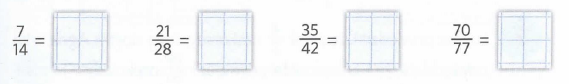 7/14 = 21/28 = 35/42 = 70/77 =